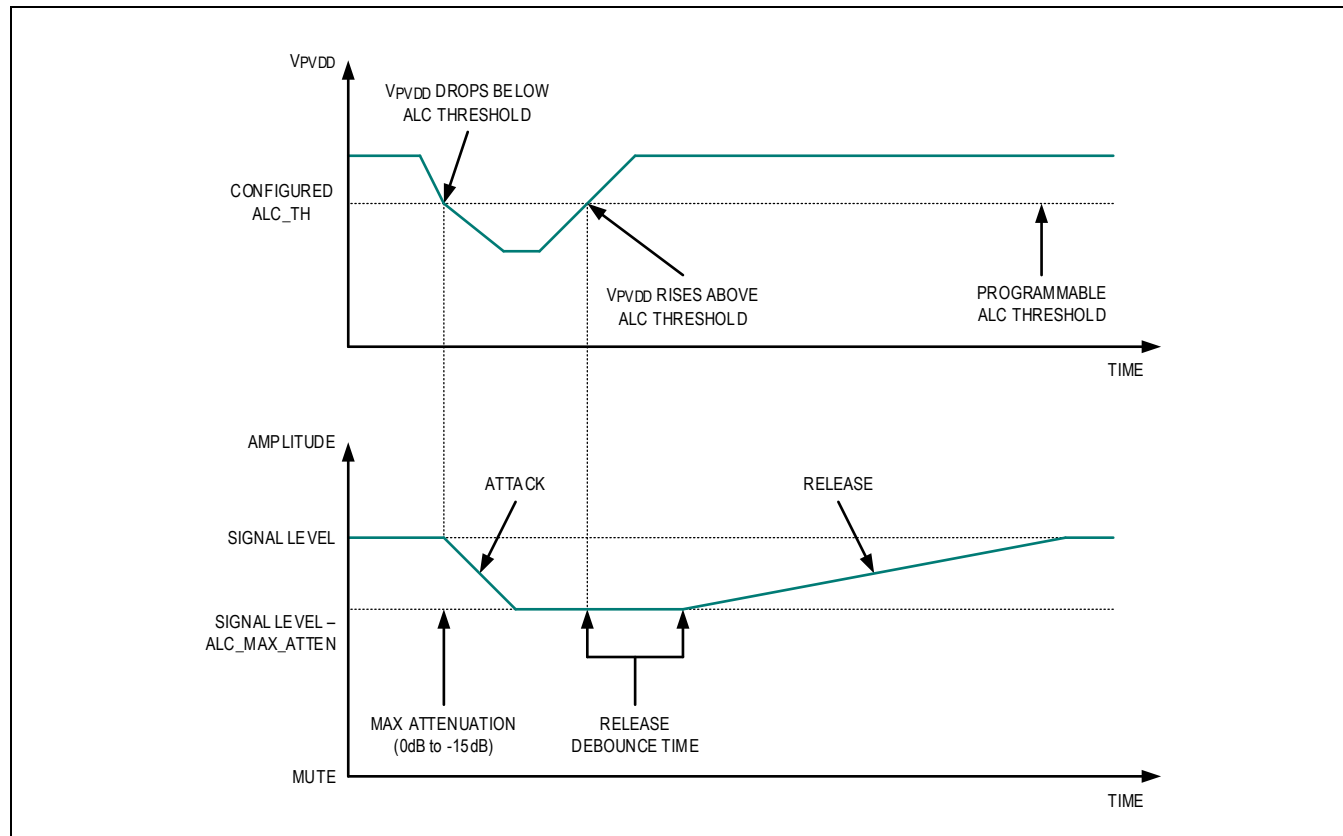 VPVDD
VPVDD DROPS BELOW
ALC THRESHOLD
CONFIGURED
ALC_TH
VPVDD RISES ABOVE
ALC THRESHOLD
PROGRAMMABLE
ALC THRESHOLD
TIME
AMPLITUDE
ATTACK
RELEASE
SIGNAL LEVEL
SIGNAL LEVEL –
ALC_MAX_ATTEN
MAX ATTENUATION
(0dB to -15dB)
RELEASE
DEBOUNCE TIME
MUTE
TIME